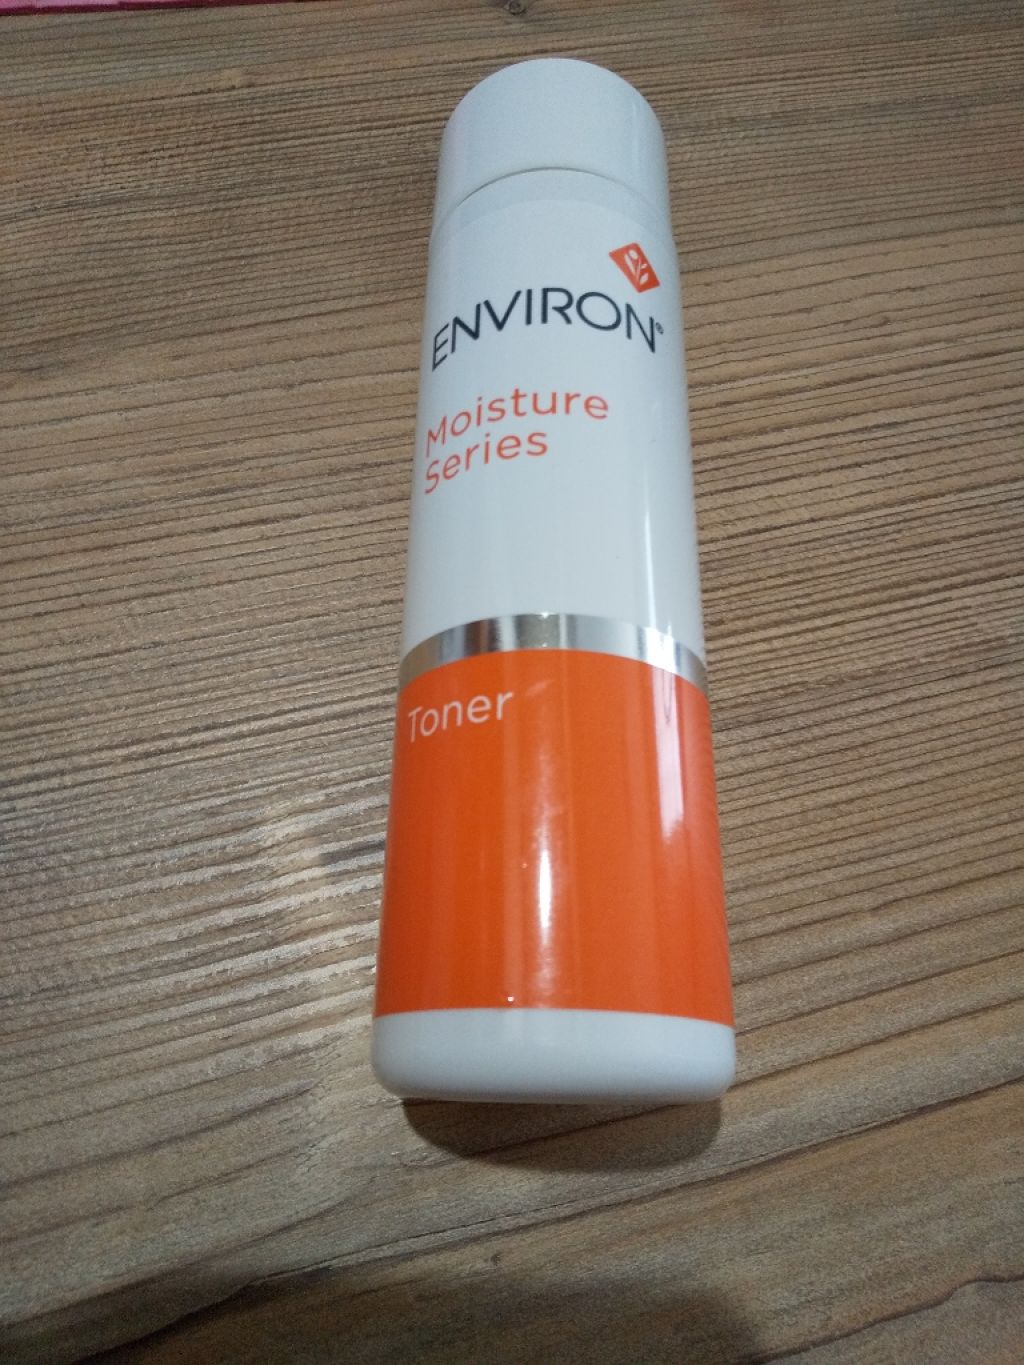 ENVIRON®
Moisture
Series
Toner